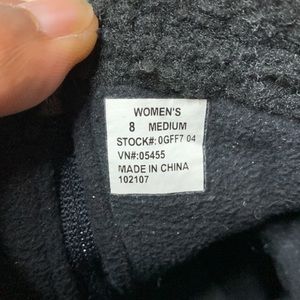 WOMEN'S
8 MEDIUM
STOCK#: 0GFF7 04
VN#:05455
MADE IN CHINA
102107